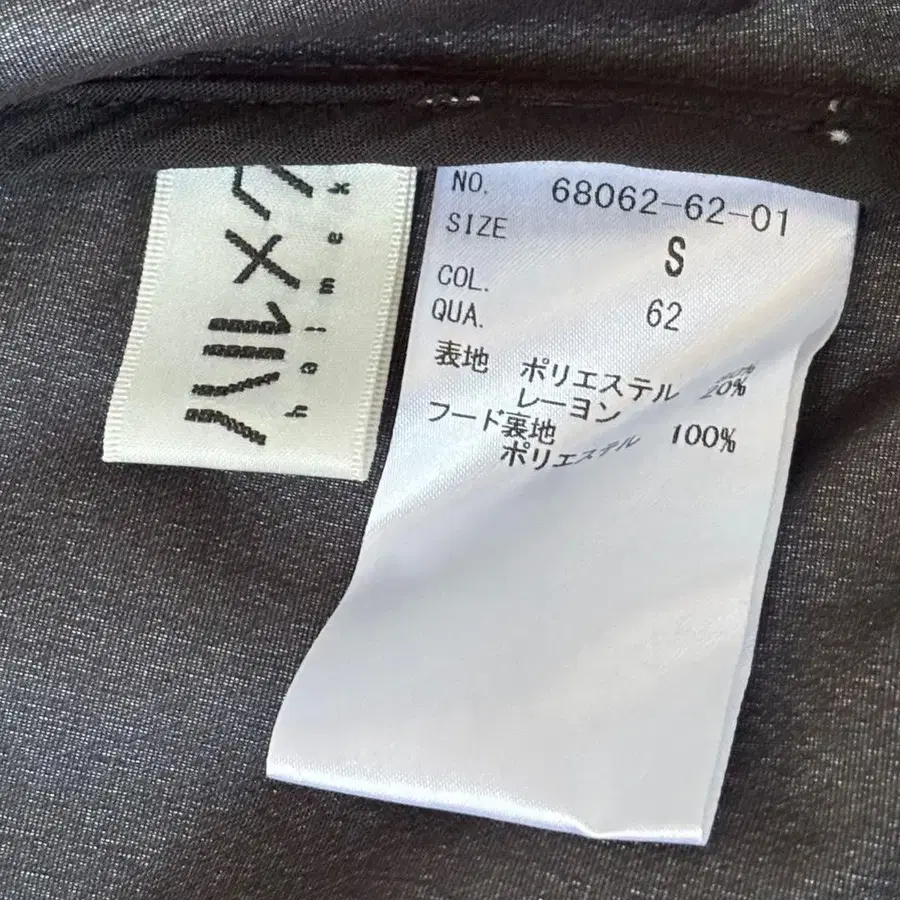 NO. 68062-62-01
SIZE S
COL. 62
QUA.
表地 ポリエステル
レーヨン 20%
フード裏地
ポリエステル 100%